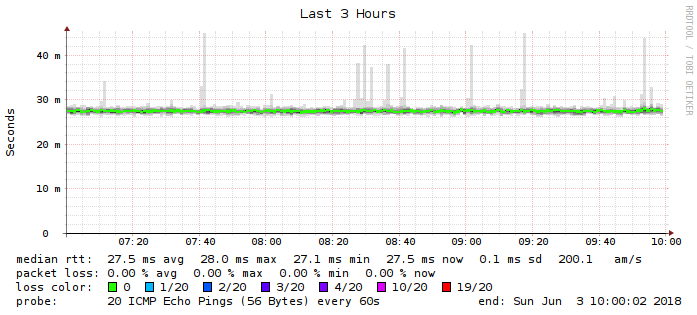 Last 3 Hours
RRDTOOL / TOBI OETIKER
Seconds
40 m
30 m
20 m
10 m
0
07:20 07:40 08:00 08:20 08:40 09:00 09:20 09:40 10:00
median rtt: 27.5 ms avg 28.0 ms max 27.1 ms min 27.5 ms now 0.1 ms sd 200.1 am/s
packet loss: 0.00 % avg 0.00 % max 0.00 % min 0.00 % now
loss color: 0 1/20 2/20 3/20 4/20 10/20 19/20
probe: 20 ICMP Echo Pings (56 Bytes) every 60s end: Sun Jun 3 10:00:02 2018